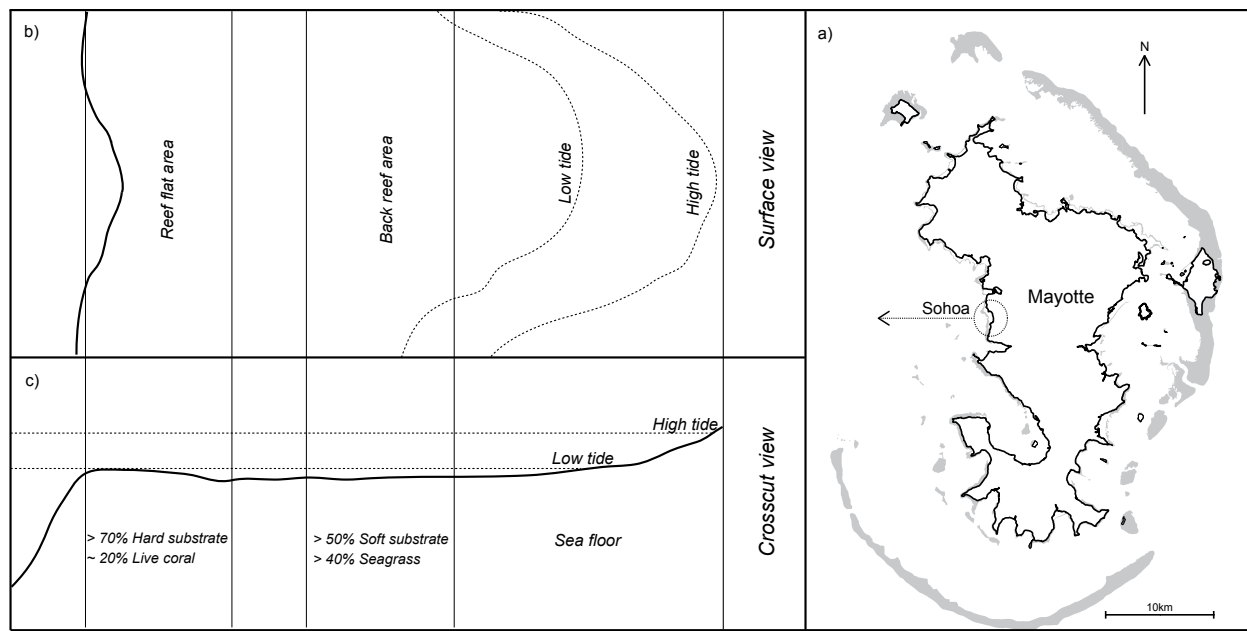 b)
Reef flat area
Back reef area
Low tide
High tide
Surface view
c)
High tide
Low tide
> 70% Hard substrate
~ 20% Live coral
> 50% Soft substrate
> 40% Seagrass
Sea floor
Crosscut view
a)
N
Mayotte
Sohoa
10km